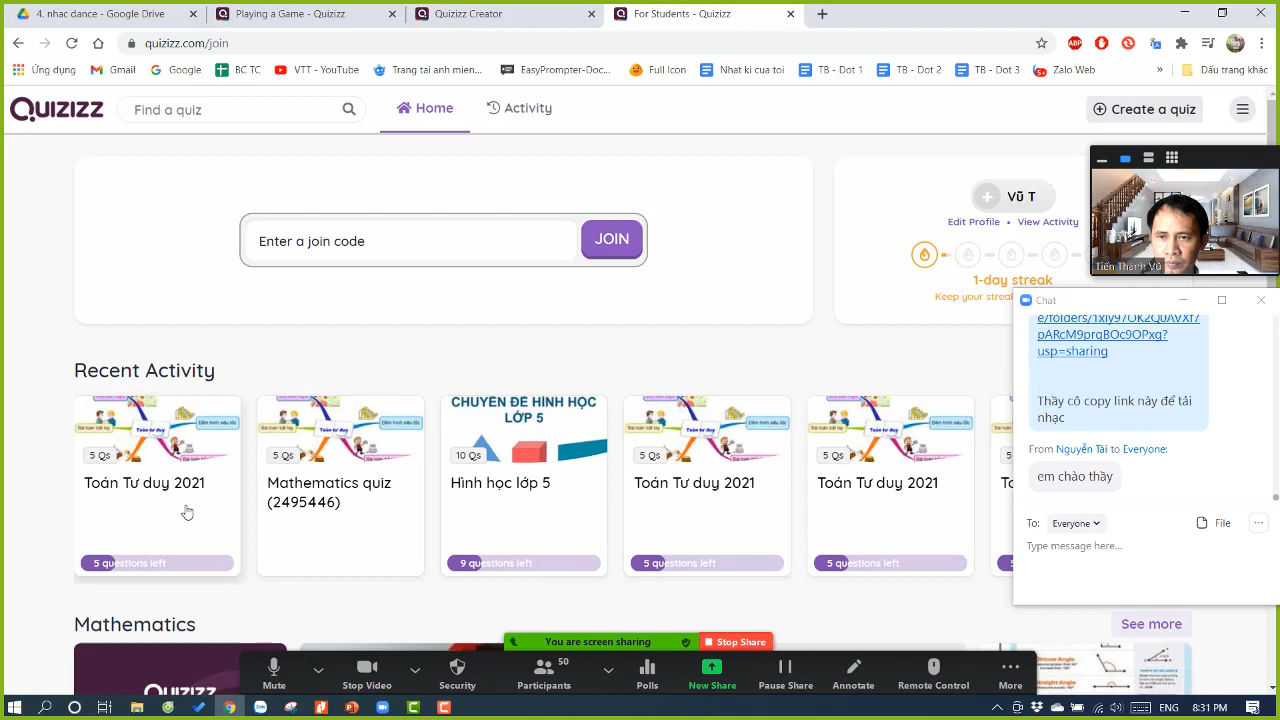 4. nhac dance - Google Drive
Playing a Game - Quizizz
Quizizz Creator
For Students - Quizizz
quizizz.com/join
Ứng dụng
Gmail
Google
BC TC
VTT - Youtube
Trang tai email mien...
EasePrompter-Doc...
Full Icon
Nhat ki cua toi
TB - Dot 1
TB - Dot 2
TB - Dot 3
Zalo Web
»
Dấu trang khác
QUIZIZZ
Find a quiz
Home
Activity
Create a quiz
Enter a join code
JOIN
Vũ T
Edit Profile • View Activity
1-day streak
Keep your streak
Tiến Thành Vũ
Chat
pARcM9prqBOc9OPxg?
usp=sharing
Thầy cô copy link này để tải
nhạc
From Nguyễn Tài to Everyone:
em chào thầy
To: Everyone
File
Type message here...
Recent Activity
5 Qs
Toán Tư duy 2021
5 questions left
5 Qs
Mathematics quiz
(2495446)
CHUYÊN ĐỀ HÌNH HỌC
LỚP 5
10 Qs
Hình học lớp 5
9 questions left
5 Qs
Toán Tư duy 2021
5 questions left
5 Qs
Toán Tư duy 2021
5 questions left
Mathematics
See more
You are screen sharing
Stop Share
50
Participants
Polls
New Share
Pause Share
Annotate
Remote Control
More
ENG
8:31 PM